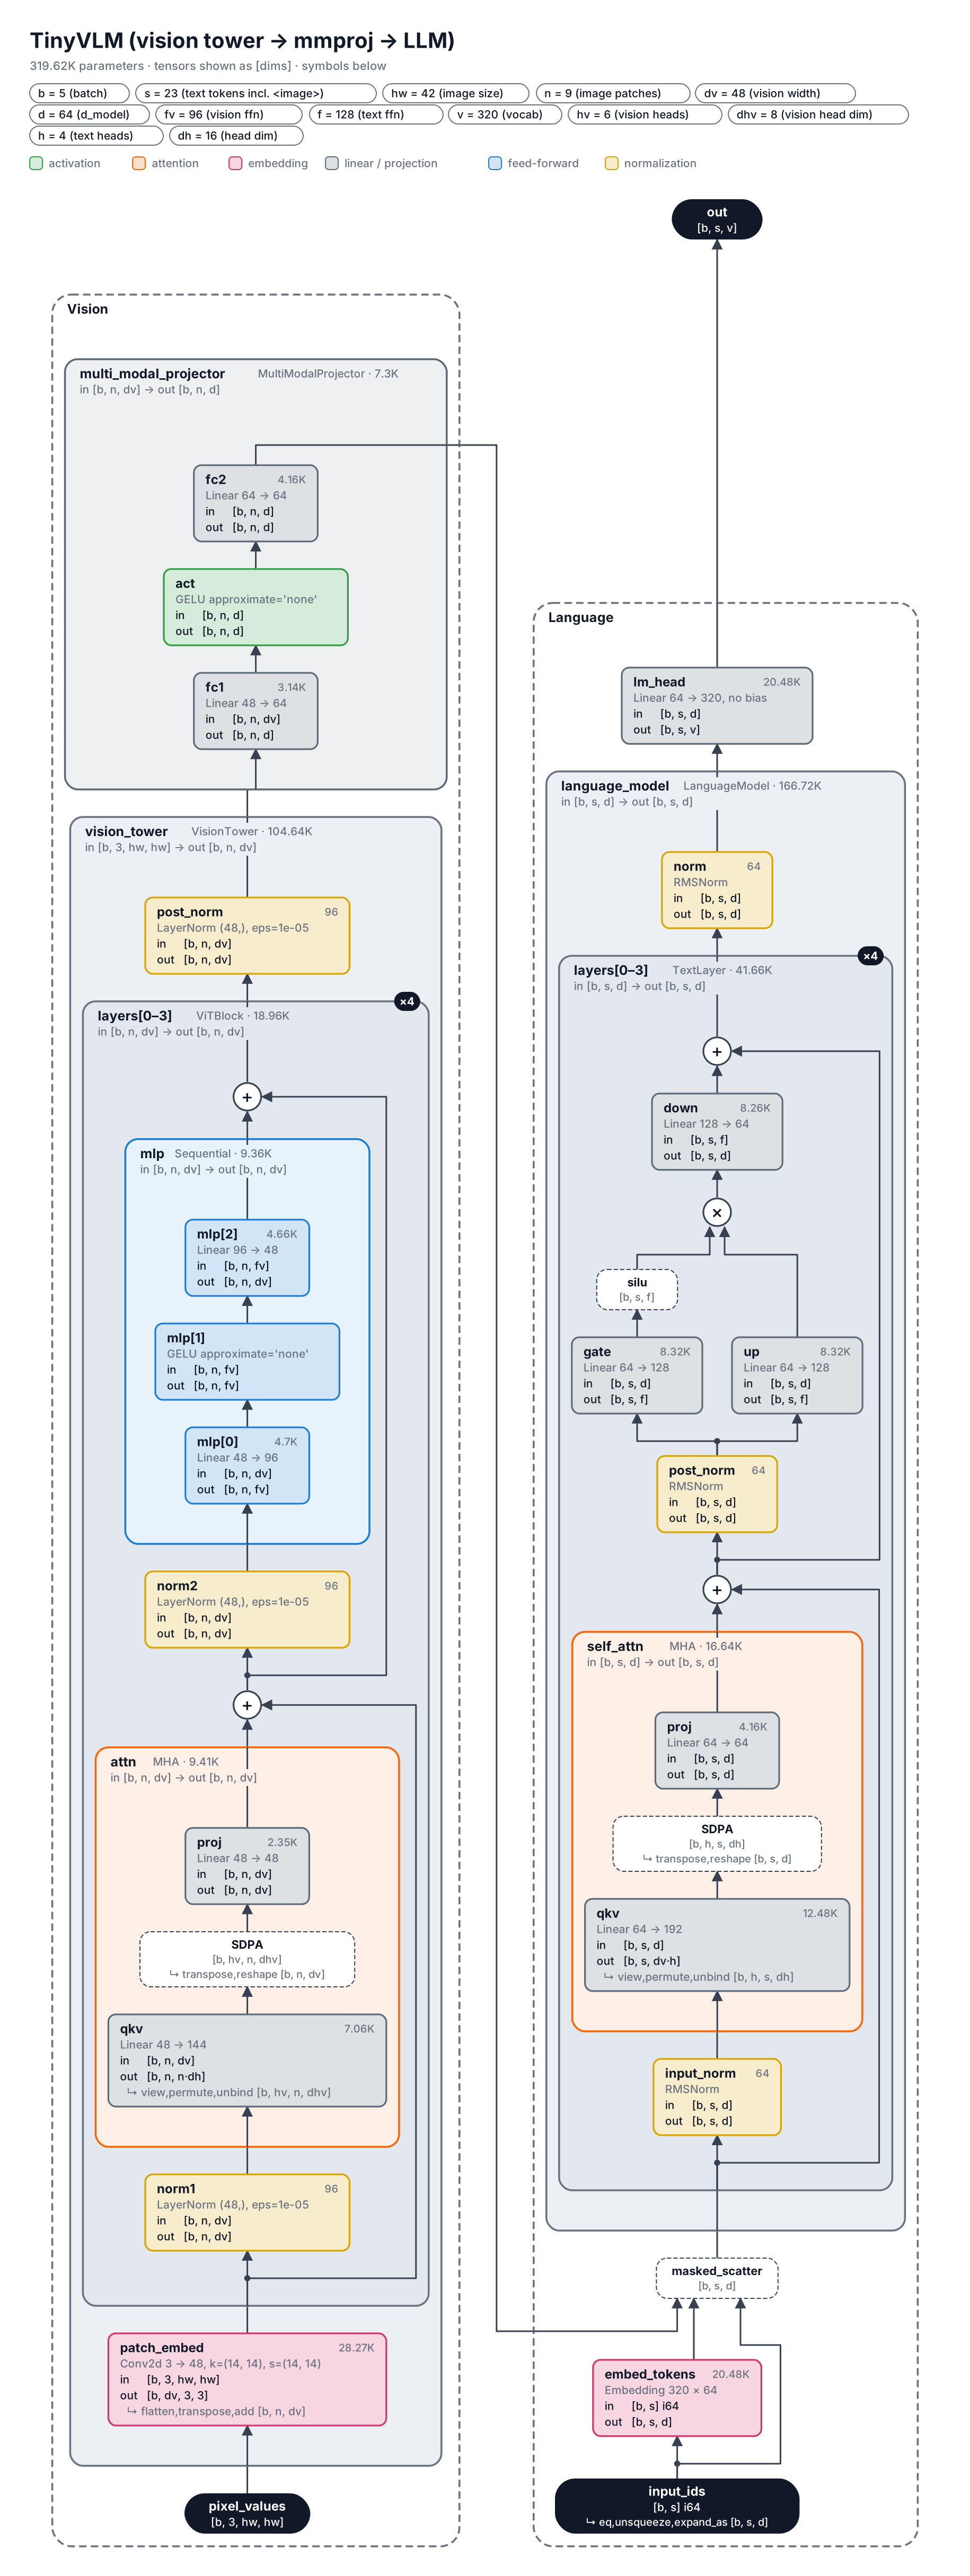 TinyVLM (vision tower → mmproj → LLM)
319.62K parameters · tensors shown as [dims] · symbols below
b = 5 (batch)
s = 23 (text tokens incl. <image>)
hw = 42 (image size)
n = 9 (image patches)
dv = 48 (vision width)
d = 64 (d_model)
fv = 96 (vision ffn)
f = 128 (text ffn)
v = 320 (vocab)
hv = 6 (vision heads)
dhv = 8 (vision head dim)
h = 4 (text heads)
dh = 16 (head dim)
activation
attention
embedding
linear / projection
feed-forward
normalization
out
[b, s, v]
Vision
multi_modal_projector MultiModalProjector · 7.3K
in [b, n, dv] → out [b, n, d]
fc2 4.16K
Linear 64 → 64
in [b, n, d]
out [b, n, d]
act
GELU approximate='none'
in [b, n, d]
out [b, n, d]
fc1 3.14K
Linear 48 → 64
in [b, n, dv]
out [b, n, d]
vision_tower VisionTower · 104.64K
in [b, 3, hw, hw] → out [b, n, dv]
post_norm 96
LayerNorm (48,), eps=1e-05
in [b, n, dv]
out [b, n, dv]
×4
layers[0–3] ViTBlock · 18.96K
in [b, n, dv] → out [b, n, dv]
+
mlp Sequential · 9.36K
in [b, n, dv] → out [b, n, dv]
mlp[2] 4.66K
Linear 96 → 48
in [b, n, fv]
out [b, n, dv]
mlp[1]
GELU approximate='none'
in [b, n, fv]
out [b, n, fv]
mlp[0] 4.7K
Linear 48 → 96
in [b, n, dv]
out [b, n, fv]
norm2 96
LayerNorm (48,), eps=1e-05
in [b, n, dv]
out [b, n, dv]
+
attn MHA · 9.41K
in [b, n, dv] → out [b, n, dv]
proj 2.35K
Linear 48 → 48
in [b, n, dv]
out [b, n, dv]
SDPA
[b, hv, n, dhv]
↳ transpose,reshape [b, n, dv]
qkv 7.06K
Linear 48 → 144
in [b, n, dv]
out [b, n, n·dh]
↳ view,permute,unbind [b, hv, n, dhv]
norm1 96
LayerNorm (48,), eps=1e-05
in [b, n, dv]
out [b, n, dv]
patch_embed 28.27K
Conv2d 3 → 48, k=(14, 14), s=(14, 14)
in [b, 3, hw, hw]
out [b, dv, 3, 3]
↳ flatten,transpose,add [b, n, dv]
pixel_values
[b, 3, hw, hw]
Language
lm_head 20.48K
Linear 64 → 320, no bias
in [b, s, d]
out [b, s, v]
language_model LanguageModel · 166.72K
in [b, s, d] → out [b, s, d]
norm 64
RMSNorm
in [b, s, d]
out [b, s, d]
×4
layers[0–3] TextLayer · 41.66K
in [b, s, d] → out [b, s, d]
+
down 8.26K
Linear 128 → 64
in [b, s, f]
out [b, s, d]
×
silu
[b, s, f]
gate 8.32K
Linear 64 → 128
in [b, s, d]
out [b, s, f]
up 8.32K
Linear 64 → 128
in [b, s, d]
out [b, s, f]
post_norm 64
RMSNorm
in [b, s, d]
out [b, s, d]
+
self_attn MHA · 16.64K
in [b, s, d] → out [b, s, d]
proj 4.16K
Linear 64 → 64
in [b, s, d]
out [b, s, d]
SDPA
[b, h, s, dh]
↳ transpose,reshape [b, s, d]
qkv 12.48K
Linear 64 → 192
in [b, s, d]
out [b, s, dv·h]
↳ view,permute,unbind [b, h, s, dh]
input_norm 64
RMSNorm
in [b, s, d]
out [b, s, d]
masked_scatter
[b, s, d]
embed_tokens 20.48K
Embedding 320 × 64
in [b, s] i64
out [b, s, d]
input_ids
[b, s] i64
↳ eq,unsqueeze,expand_as [b, s, d]